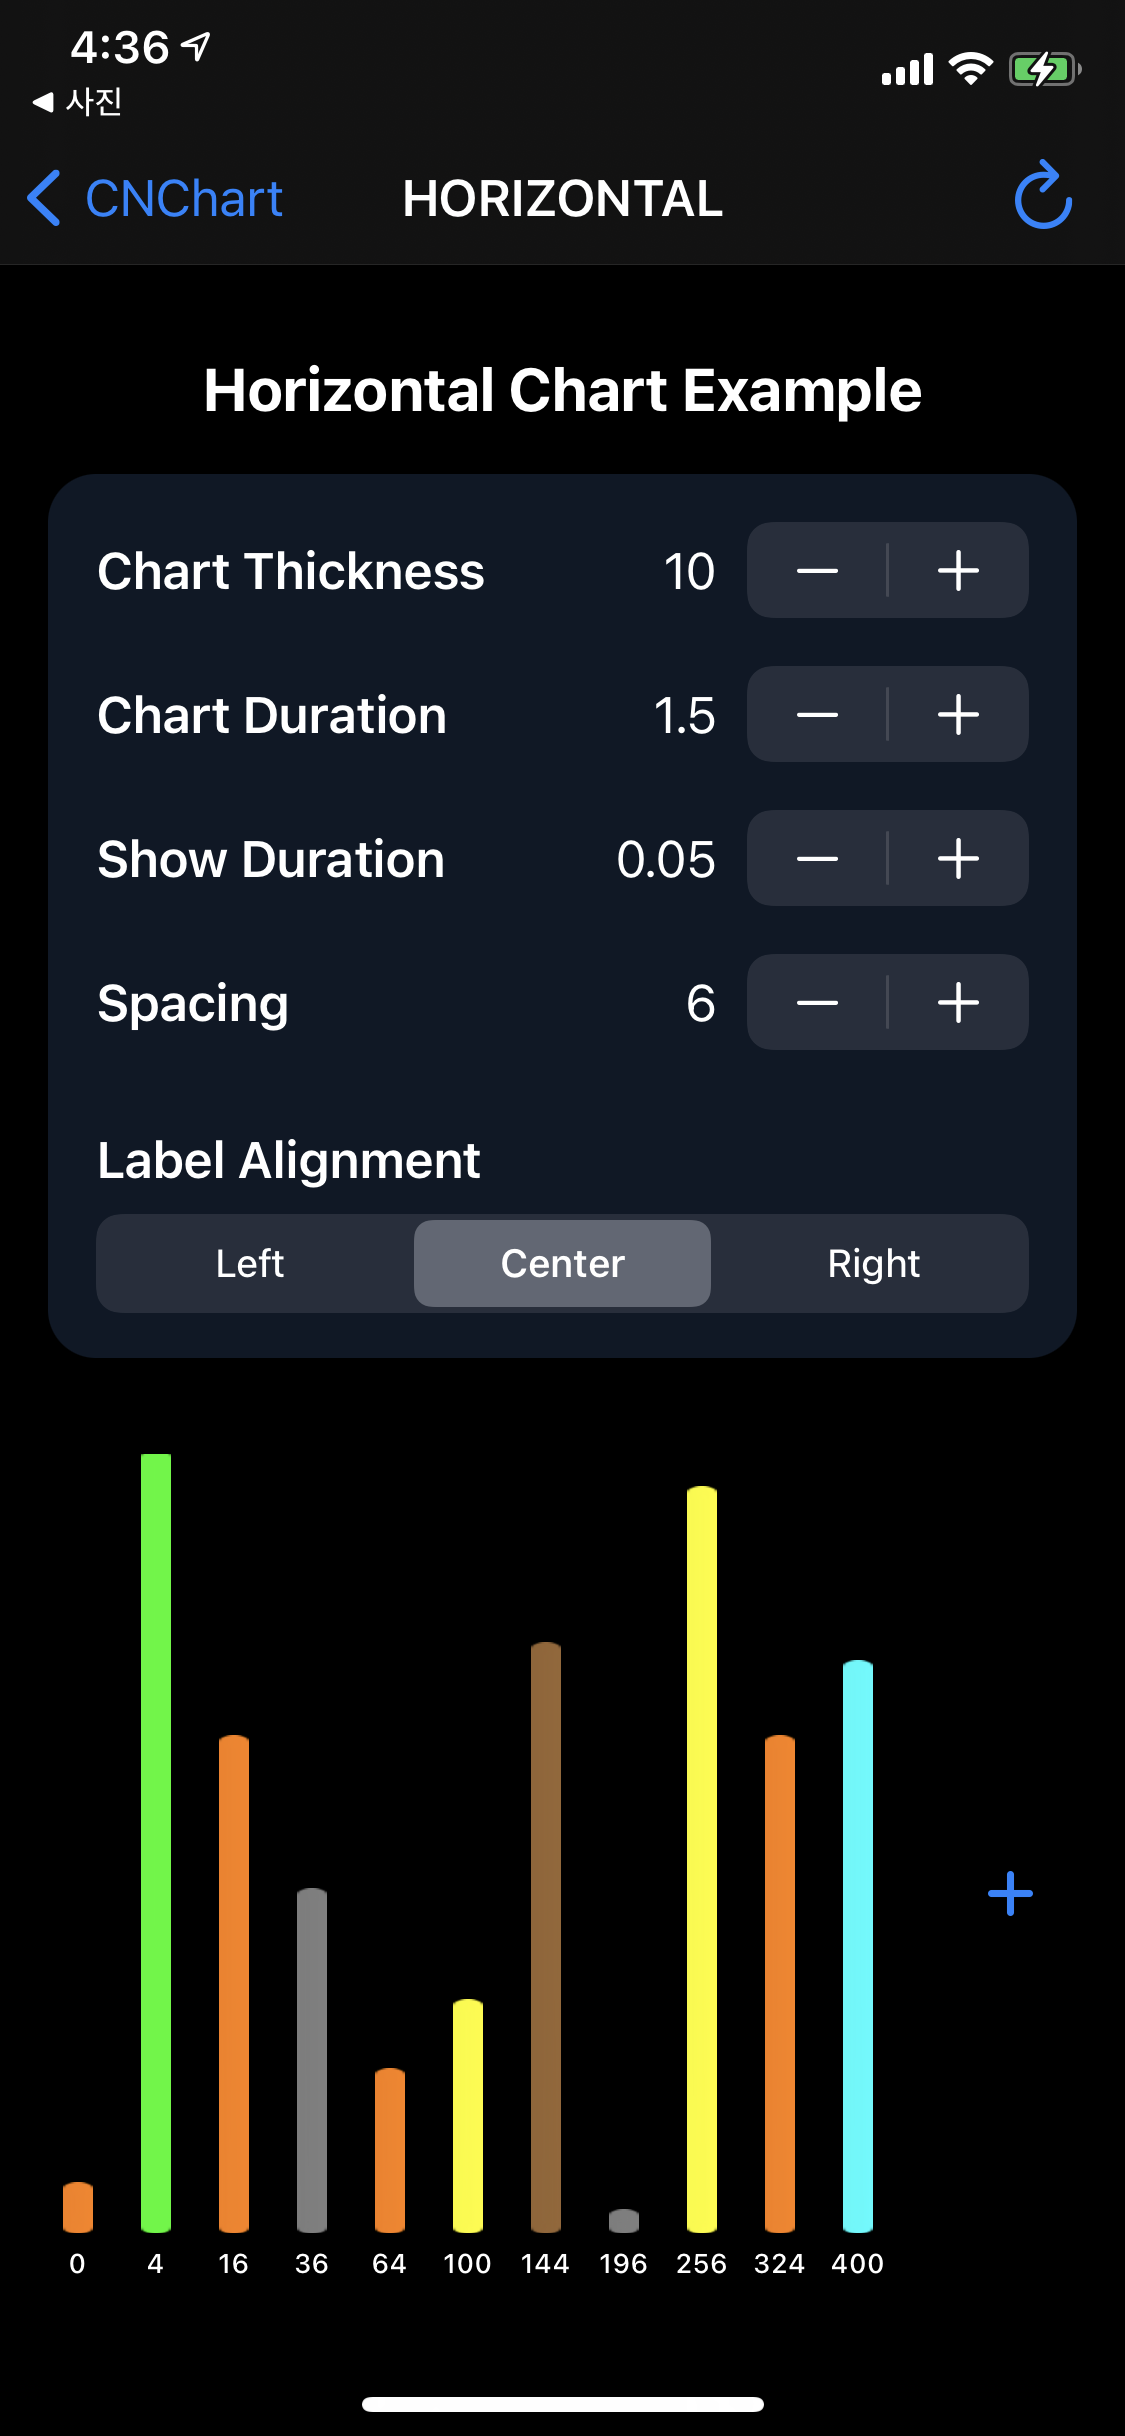 4:36
◀ 사진
CNChart HORIZONTAL
Horizontal Chart Example
Chart Thickness 10
Chart Duration 1.5
Show Duration 0.05
Spacing 6
Label Alignment
Left Center Right
0 4 16 36 64 100 144 196 256 324 400